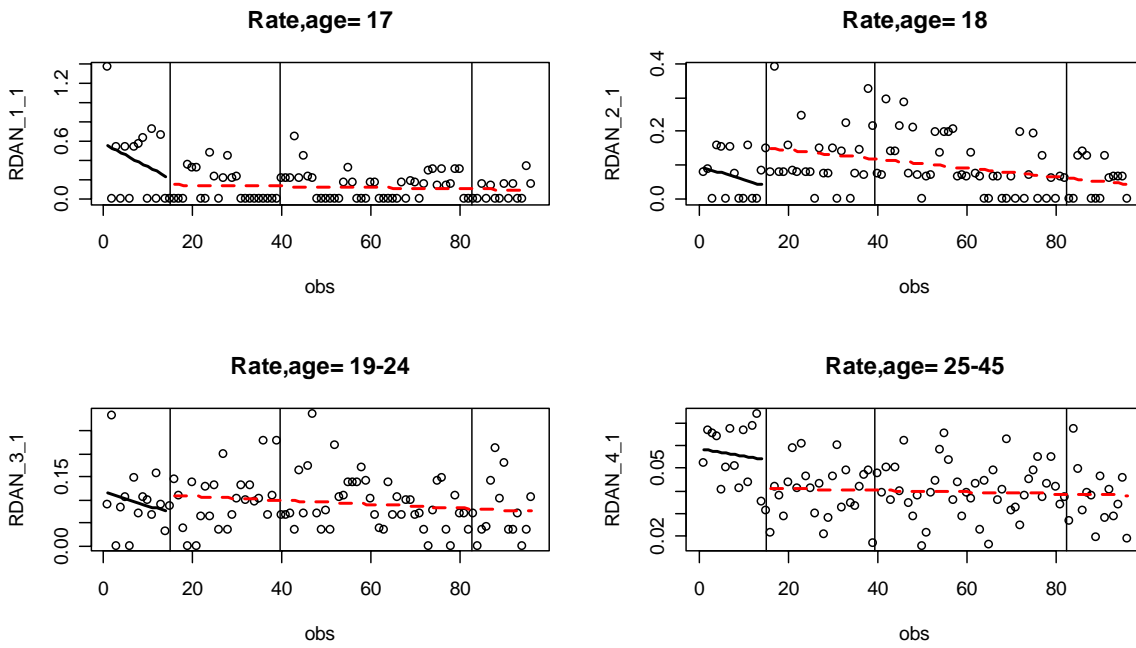 Rate,age= 17
RDAN_1_1
0.0 0.6 1.2
0 20 40 60 80
obs
Rate,age= 18
RDAN_2_1
0.0 0.2 0.4
0 20 40 60 80
obs
Rate,age= 19-24
RDAN_3_1
0.00 0.15
0 20 40 60 80
obs
Rate,age= 25-45
RDAN_4_1
0.02 0.05
0 20 40 60 80
obs